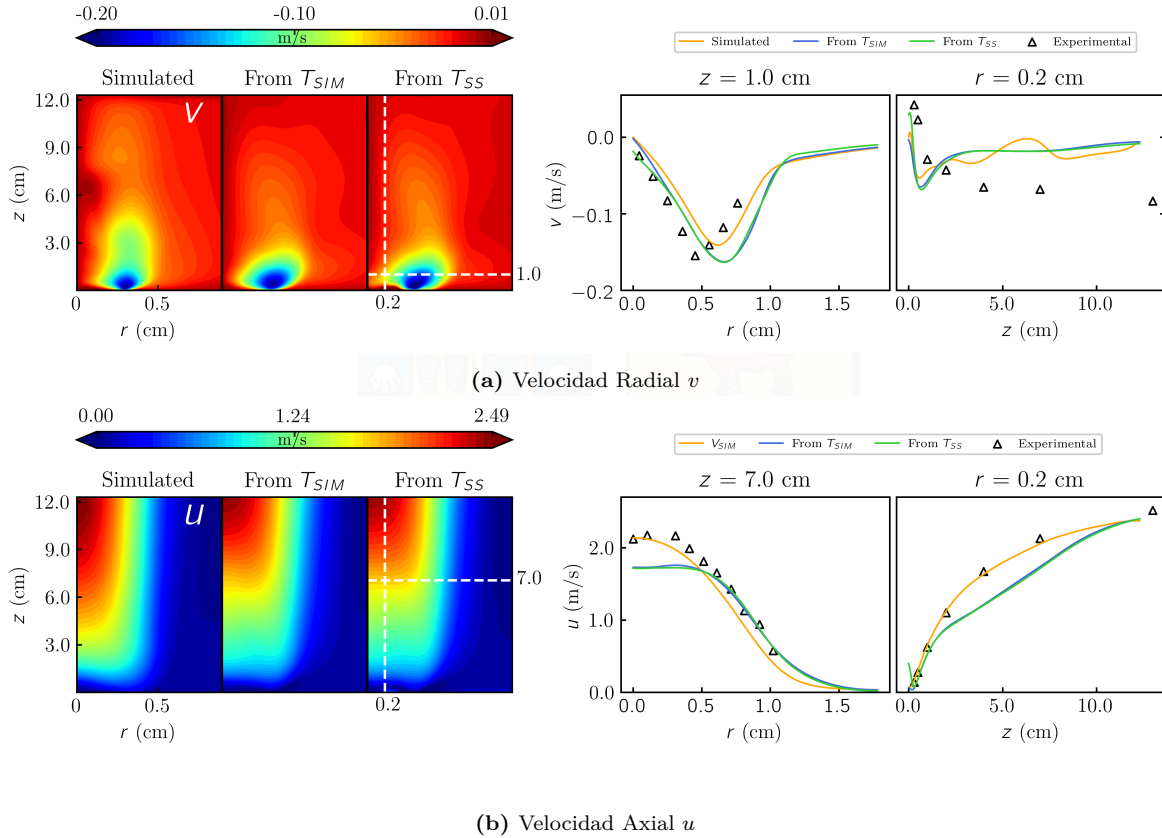 -0.20 -0.10 0.01
m/s
Simulated From T_SIM From T_SS
v
12.0
9.0
6.0
3.0
z (cm)
0 0.5 0.2
1.0
r (cm)
Simulated From T_SIM From T_SS Experimental
z = 1.0 cm r = 0.2 cm
0.0
−0.1
−0.2
v (m/s)
0.0 0.5 1.0 1.5 0.0 5.0 10.0
r (cm) z (cm)
(a) Velocidad Radial v
0.00 1.24 2.49
m/s
Simulated From T_SIM From T_SS
u
12.0
9.0
6.0
3.0
z (cm)
0 0.5 0.2
7.0
r (cm)
V_SIM From T_SIM From T_SS Experimental
z = 7.0 cm r = 0.2 cm
2.0
1.0
0.0
u (m/s)
0.0 0.5 1.0 1.5 0.0 5.0 10.0
r (cm) z (cm)
(b) Velocidad Axial u